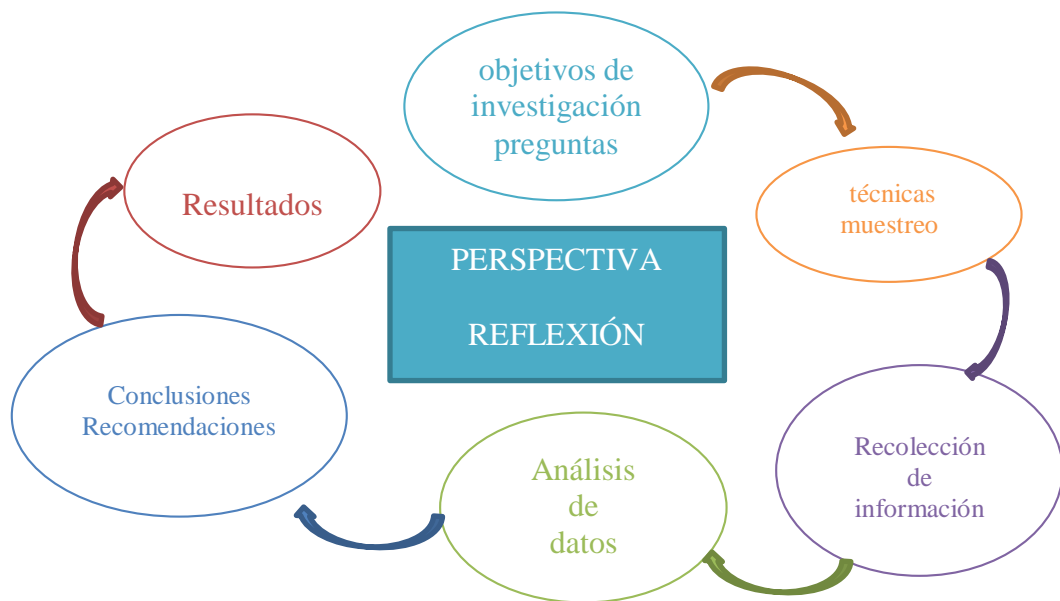 objetivos de
investigación
preguntas
técnicas
muestreo
Recolección
de
información
Análisis
de
datos
Conclusiones
Recomendaciones
Resultados
PERSPECTIVA
REFLEXIÓN